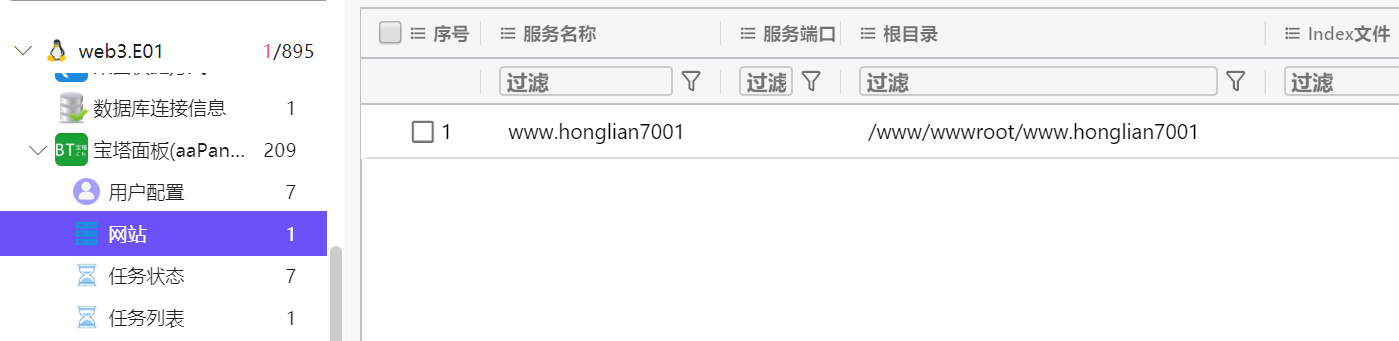 web3.E01 1/895
数据库连接信息 1
BT 宝塔面板(aaPan... 209
用户配置 7
网站 1
任务状态 7
任务列表 1
序号 服务名称 服务端口 根目录 Index文件
过滤 过滤 过滤 过滤
1 www.honglian7001 /www/wwwroot/www.honglian7001